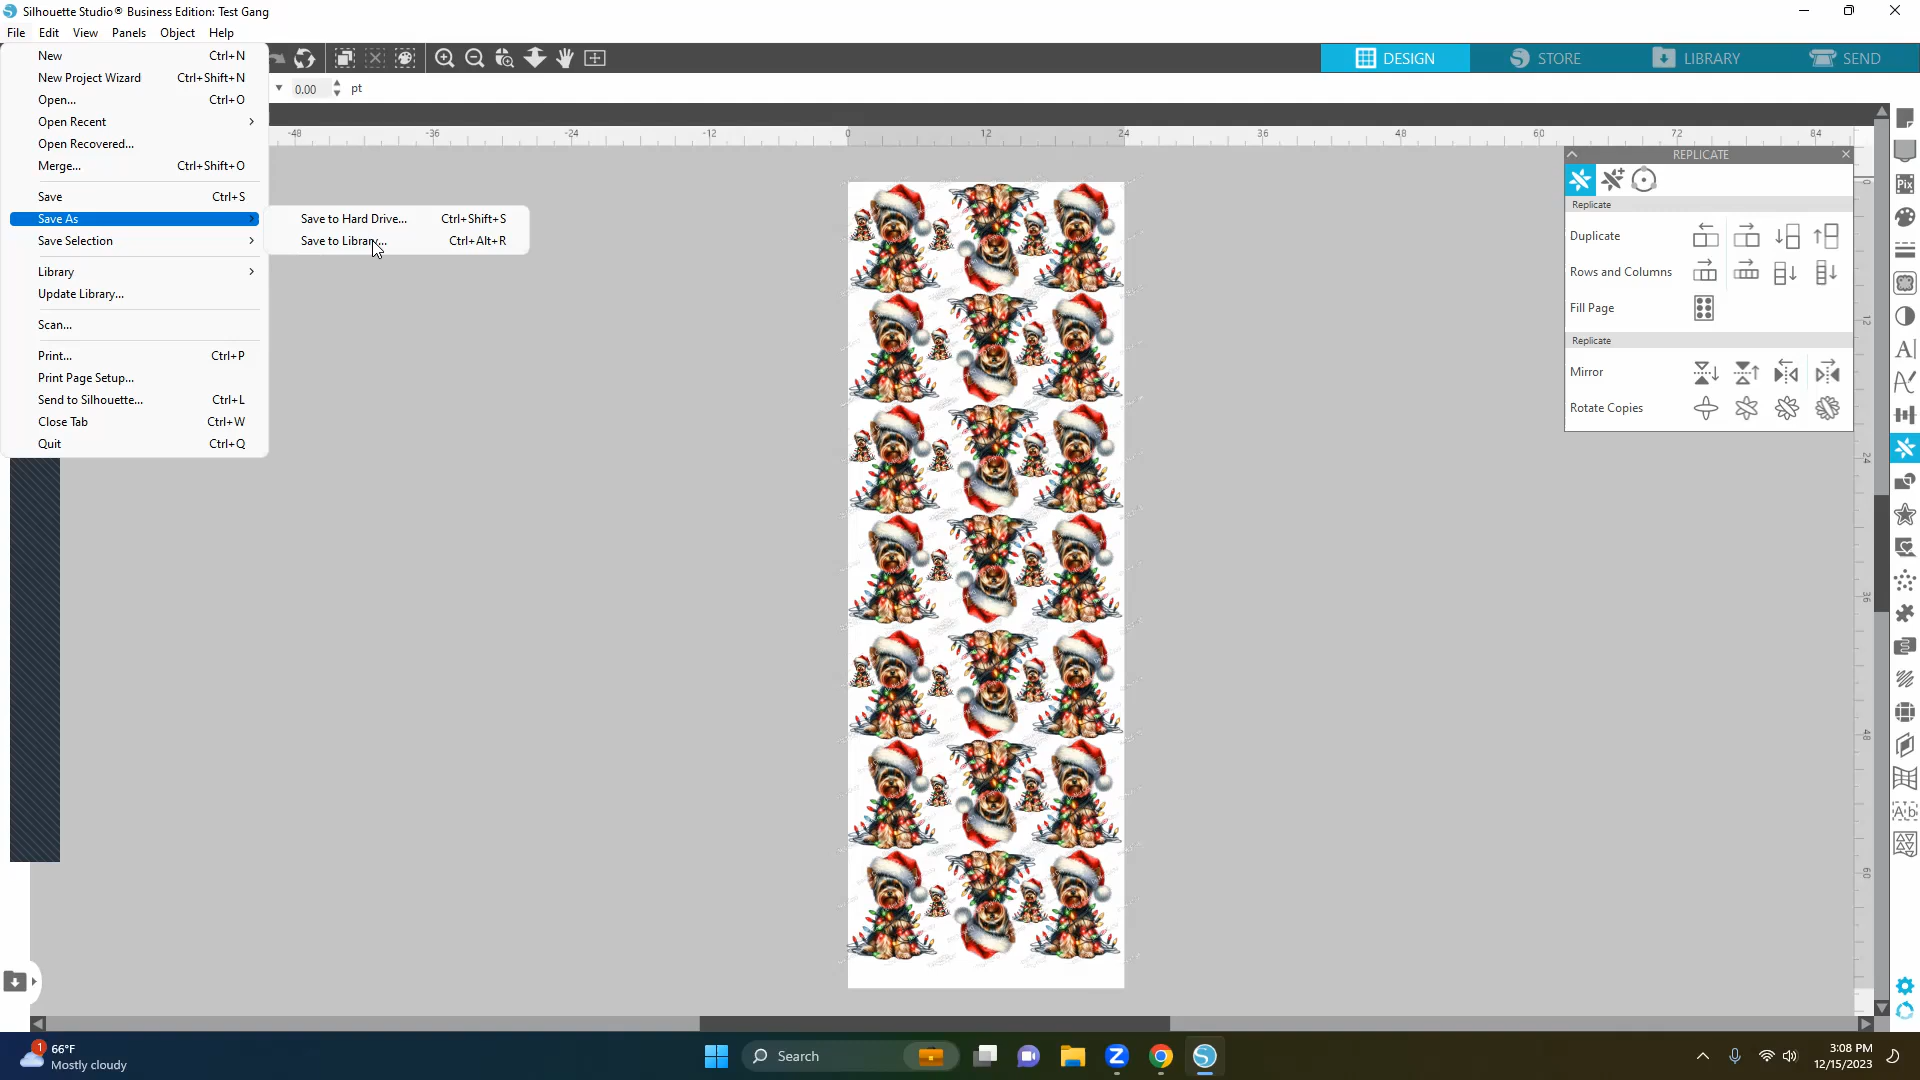 Silhouette Studio® Business Edition: Test Gang
File Edit View Panels Object Help
New Ctrl+N
New Project Wizard Ctrl+Shift+N
Open... Ctrl+O
Open Recent
Open Recovered...
Merge... Ctrl+Shift+O
Save Ctrl+S
Save As
Save Selection
Library
Update Library...
Scan...
Print... Ctrl+P
Print Page Setup...
Send to Silhouette... Ctrl+L
Close Tab Ctrl+W
Quit Ctrl+Q
Save to Hard Drive... Ctrl+Shift+S
Save to Library... Ctrl+Alt+R
0.00 pt
DESIGN STORE LIBRARY SEND
-48 -36 -24 -12 0 12 24 36 48 60 72 84
0
12
24
36
48
60
REPLICATE
Replicate
Duplicate
Rows and Columns
Fill Page
Replicate
Mirror
Rotate Copies
Pix
A
A
Ab
1
66°F
Mostly cloudy
Search
Z
3:08 PM
12/15/2023